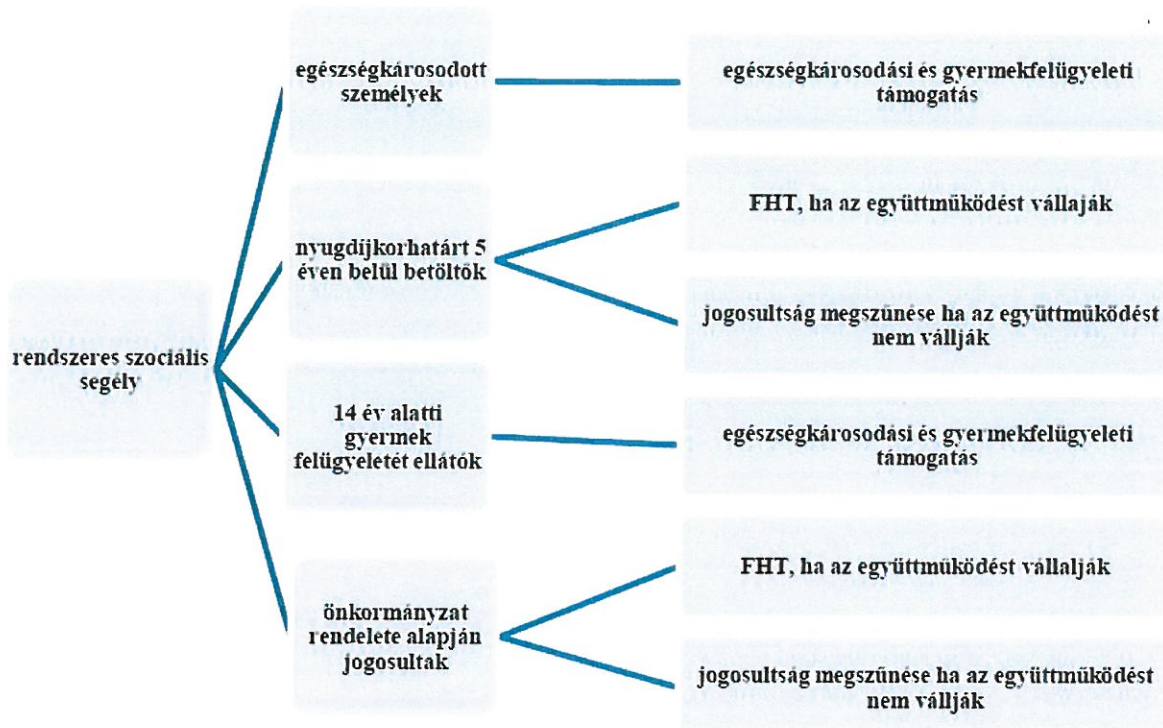 rendszeres szociális
segély
egészségkárosodott
személyek
egészségkárosodási és gyermekfelügyeleti
támogatás
nyugdíjkorhatárt 5
éven belül betöltők
FHT, ha az együttműködést vállaják
jogosultság megszűnése ha az együttműködést
nem vállják
14 év alatti
gyermek
felügyeletét ellátók
egészségkárosodási és gyermekfelügyeleti
támogatás
önkormányzat
rendelete alapján
jogosultak
FHT, ha az együttműködést vállalják
jogosultság megszűnése ha az együttműködést
nem vállják